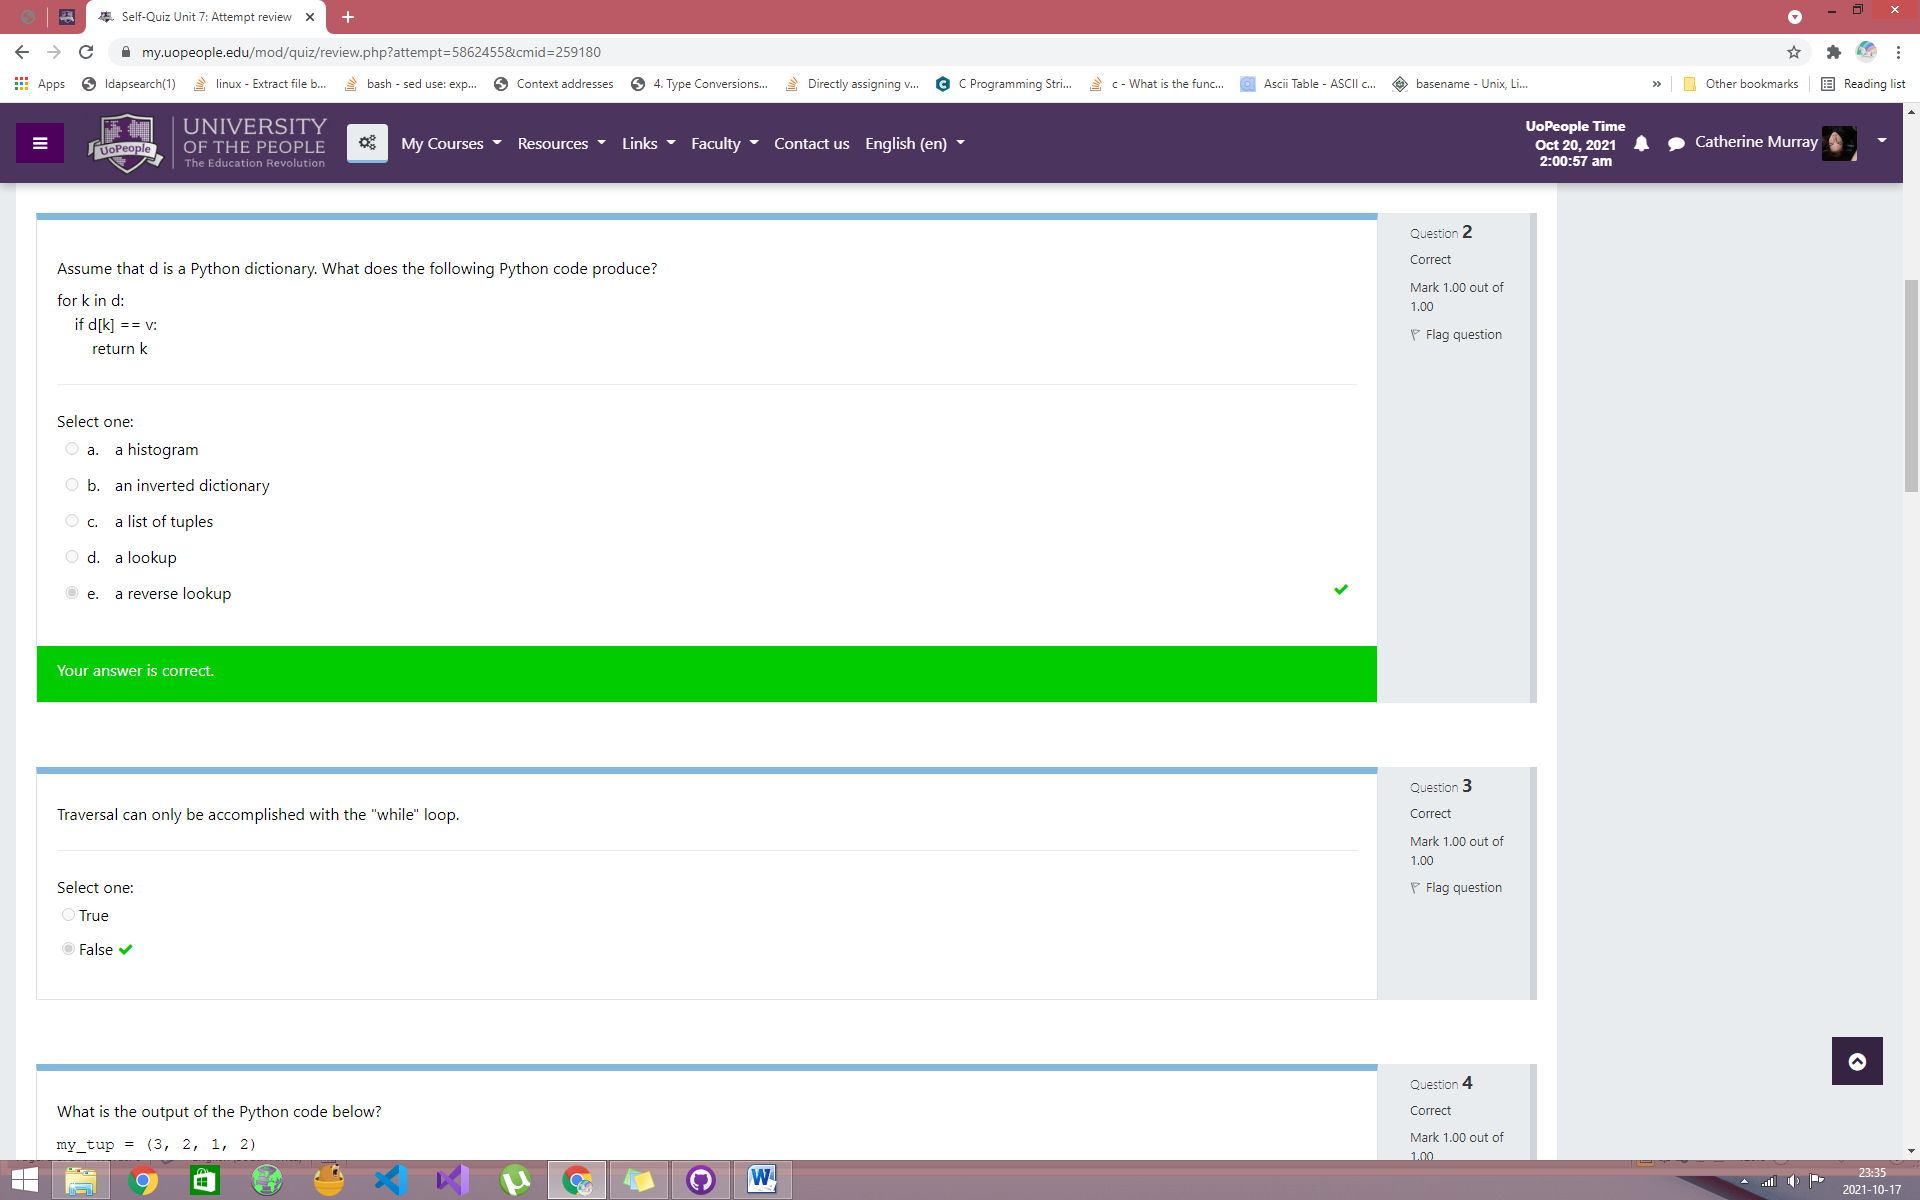 Self-Quiz Unit 7: Attempt review
my.uopeople.edu/mod/quiz/review.php?attempt=5862455&cmid=259180
Apps ldapsearch(1) linux - Extract file b... bash - sed use: exp... Context addresses 4. Type Conversions... Directly assigning v... C Programming Stri... c - What is the func... Ascii Table - ASCII c... basename - Unix, Li... » Other bookmarks Reading list
UoPeople
UNIVERSITY
OF THE PEOPLE
The Education Revolution
My Courses Resources Links Faculty Contact us English (en)
UoPeople Time
Oct 20, 2021
2:00:57 am
Catherine Murray
Assume that d is a Python dictionary. What does the following Python code produce?
for k in d:
if d[k] == v:
return k
Select one:
a. a histogram
b. an inverted dictionary
c. a list of tuples
d. a lookup
e. a reverse lookup
Your answer is correct.
Question 2
Correct
Mark 1.00 out of
1.00
Flag question
Traversal can only be accomplished with the "while" loop.
Select one:
True
False
Question 3
Correct
Mark 1.00 out of
1.00
Flag question
What is the output of the Python code below?
my_tup = (3, 2, 1, 2)
Question 4
Correct
Mark 1.00 out of
1.00
23:35
2021-10-17